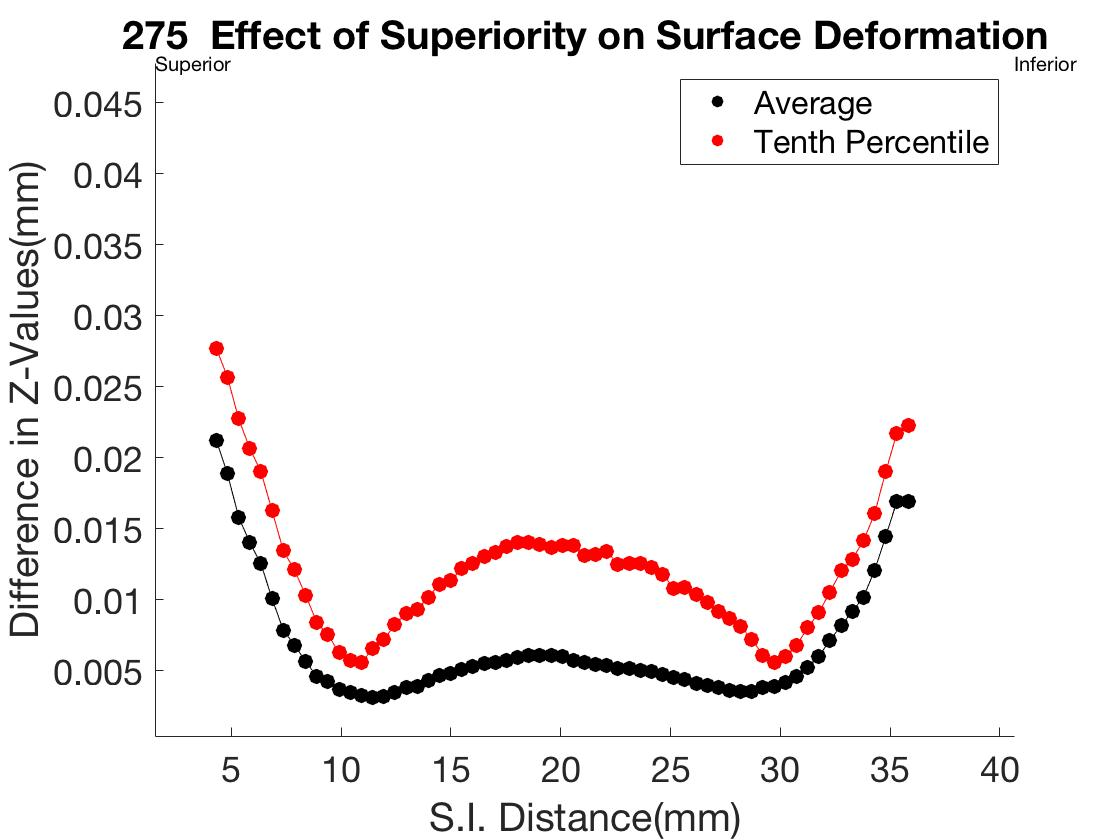 275  Effect of Superiority on Surface Deformation
Superior
Inferior
Average
Tenth Percentile
0.045
0.04
0.035
0.03
0.025
0.02
0.015
0.01
0.005
Difference in Z-Values(mm)
5 10 15 20 25 30 35 40
S.I. Distance(mm)